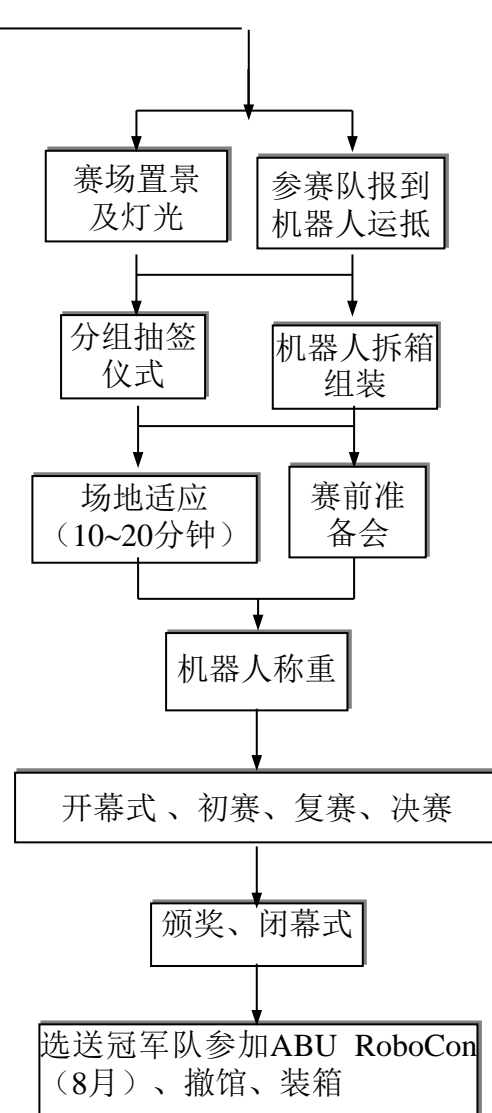 赛场置景
及灯光
参赛队报到
机器人运抵
分组抽签
仪式
机器人拆箱
组装
场地适应
（10~20分钟）
赛前准
备会
机器人称重
开幕式 、初赛、复赛、决赛
颁奖、闭幕式
选送冠军队参加ABU RoboCon
（8月）、撤馆、装箱